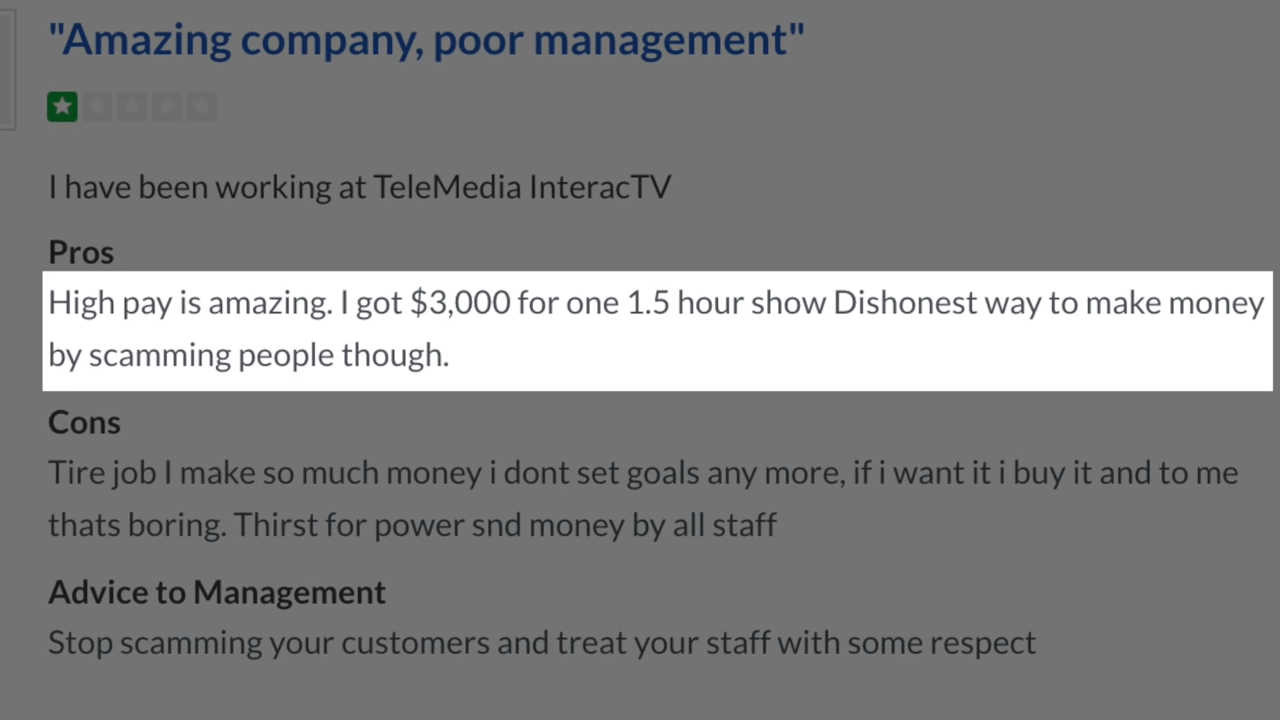 "Amazing company, poor management"
I have been working at TeleMedia InteracTV
Pros
High pay is amazing. I got $3,000 for one 1.5 hour show Dishonest way to make money
by scamming people though.
Cons
Tire job I make so much money i dont set goals any more, if i want it i buy it and to me
thats boring. Thirst for power snd money by all staff
Advice to Management
Stop scamming your customers and treat your staff with some respect